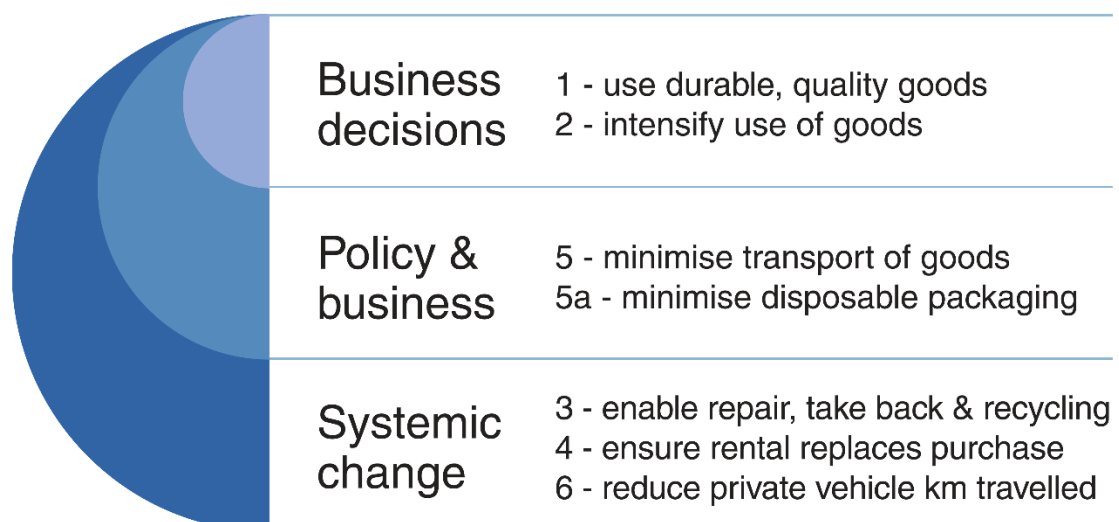 Business
decisions
1 - use durable, quality goods
2 - intensify use of goods
Policy &
business
5 - minimise transport of goods
5a - minimise disposable packaging
Systemic
change
3 - enable repair, take back & recycling
4 - ensure rental replaces purchase
6 - reduce private vehicle km travelled